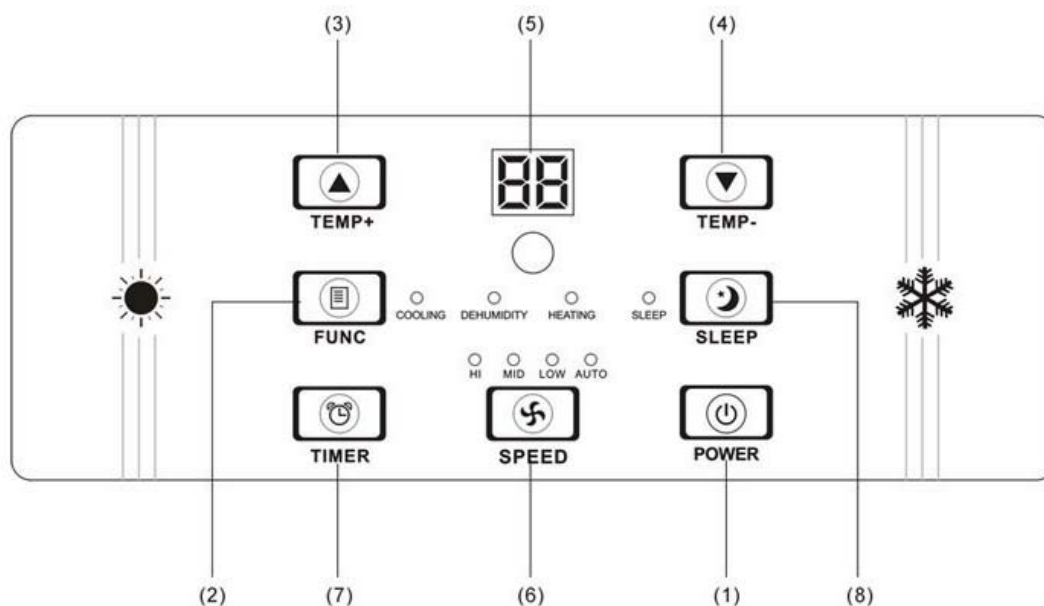 (3) (5) (4)
88
TEMP+ TEMP-
COOLING DEHUMIDITY HEATING SLEEP
FUNC SLEEP
HI MID LOW AUTO
TIMER SPEED POWER
(2) (7) (6) (1) (8)